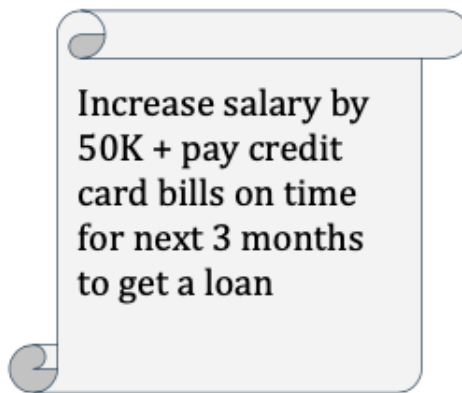 Increase salary by
50K + pay credit
card bills on time
for next 3 months
to get a loan